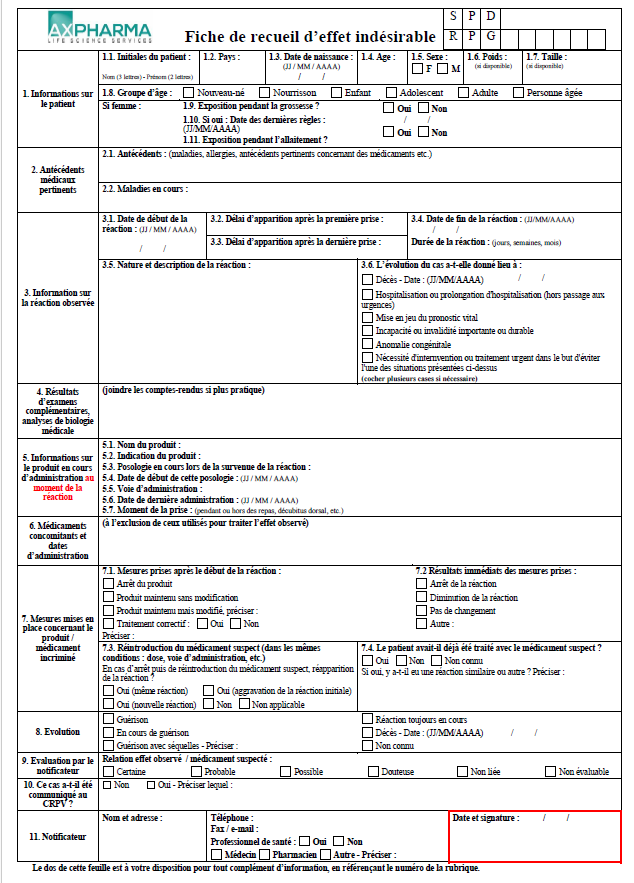 AXPHARMA
LIFE SCIENCE SERVICES
Fiche de recueil d'effet indésirable
S P D
R P G
1. Informations sur le patient
1.1. Initiales du patient :
Nom (3 lettres) - Prénom (2 lettres)
1.2. Pays :
1.3. Date de naissance :
(JJ / MM / AAAA)
/ /
1.4. Age :
1.5. Sexe :
F M
1.6. Poids :
(si disponible)
1.7. Taille :
(si disponible)
1.8. Groupe d'âge : Nouveau-né Nourrisson Enfant Adolescent Adulte Personne âgée
Si femme :
1.9. Exposition pendant la grossesse ? Oui Non
1.10. Si oui : Date des dernières règles : / /
(JJ/MM/AAAA)
1.11. Exposition pendant l'allaitement ? Oui Non
2. Antécédents médicaux pertinents
2.1. Antécédents : (maladies, allergies, antécédents pertinents concernant des médicaments etc.)
2.2. Maladies en cours :
3. Information sur la réaction observée
3.1. Date de début de la
réaction : (JJ / MM / AAAA)
/ /
3.2. Délai d'apparition après la première prise :
3.3. Délai d'apparition après la dernière prise :
3.4. Date de fin de la réaction : (JJ/MM/AAAA)
/ /
Durée de la réaction : (jours, semaines, mois)
3.5. Nature et description de la réaction :
3.6. L'évolution du cas a-t-elle donné lieu à :
Décès - Date : (JJ/MM/AAAA) / /
Hospitalisation ou prolongation d'hospitalisation (hors passage aux
urgences)
Mise en jeu du pronostic vital
Incapacité ou invalidité importante ou durable
Anomalie congénitale
Nécessité d'internvention ou traitement urgent dans le but d'éviter
l'une des situations présentées ci-dessus
(cocher plusieurs cases si nécessaire)
4. Résultats d'examens complémentaires, analyses de biologie médicale
(joindre les comptes-rendus si plus pratique)
5. Informations sur le produit en cours d'administration au moment de la réaction
5.1. Nom du produit :
5.2. Indication du produit :
5.3. Posologie en cours lors de la survenue de la réaction :
5.4. Date de début de cette posologie : (JJ / MM / AAAA)
5.5. Voie d'administration :
5.6. Date de dernière administration : (JJ / MM / AAAA)
5.7. Moment de la prise : (pendant ou hors des repas, décubitus dorsal, etc.)
6. Médicaments concomitants et dates d'administration
(à l'exclusion de ceux utilisés pour traiter l'effet observé)
7. Mesures mises en place concernant le produit / médicament incriminé
7.1. Mesures prises après le début de la réaction :
Arrêt du produit
Produit maintenu sans modification
Produit maintenu mais modifié, préciser :
Traitement correctif : Oui Non
Préciser :
7.2 Résultats immédiats des mesures prises :
Arrêt de la réaction
Diminution de la réaction
Pas de changement
Autre :
7.3. Réintroduction du médicament suspect (dans les mêmes
conditions : dose, voie d'administration, etc.)
En cas d'arrêt puis de réintroduction du médicament suspect, réapparition
de la réaction ?
Oui (même réaction) Oui (aggravation de la réaction initiale)
Oui (nouvelle réaction) Non Non applicable
7.4. Le patient avait-il déjà été traité avec le médicament suspect ?
Oui Non Non connu
Si oui, y a-t-il eu une réaction similaire ou autre ? Préciser :
8. Evolution
Guérison
En cours de guérison
Guérison avec séquelles - Préciser :
Réaction toujours en cours
Décès - Date : (JJ/MM/AAAA) / /
Non connu
9. Evaluation par le notificateur
Relation effet observé / médicament suspecté :
Certaine Probable Possible Douteuse Non liée Non évaluable
10. Ce cas a-t-il été communiqué au CRPV ?
Non Oui - Préciser lequel :
11. Notificateur
Nom et adresse :
Téléphone :
Fax / e-mail :
Professionnel de santé : Oui Non
Médecin Pharmacien Autre - Préciser :
Date et signature : / /
Le dos de cette feuille est à votre disposition pour tout complément d'information, en référençant le numéro de la rubrique.